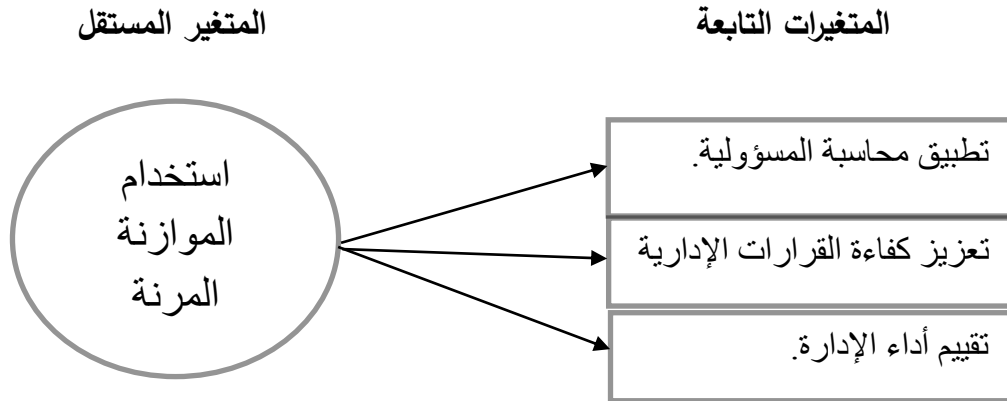 المتغير المستقل
المتغيرات التابعة
استخدام
الموازنة
المرنة
تطبيق محاسبة المسؤولية.
تعزيز كفاءة القرارات الإدارية
تقييم أداء الإدارة.